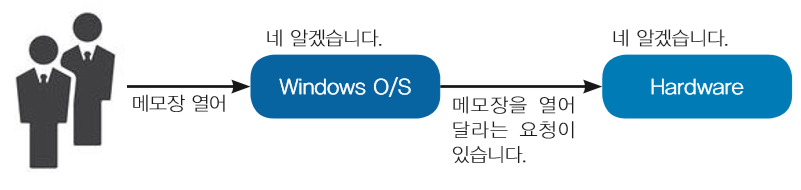 네 알겠습니다.
네 알겠습니다.
Windows O/S
Hardware
메모장 열어
메모장을 열어
달라는 요청이
있습니다.